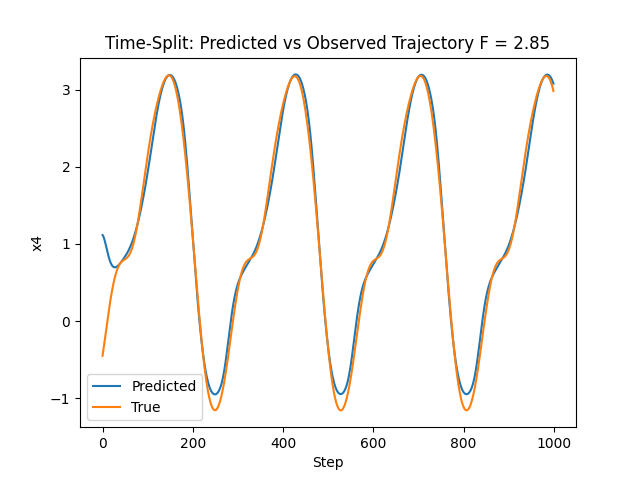 Time-Split: Predicted vs Observed Trajectory F = 2.85
x4
3
2
1
0
−1
Predicted
True
0 200 400 600 800 1000
Step